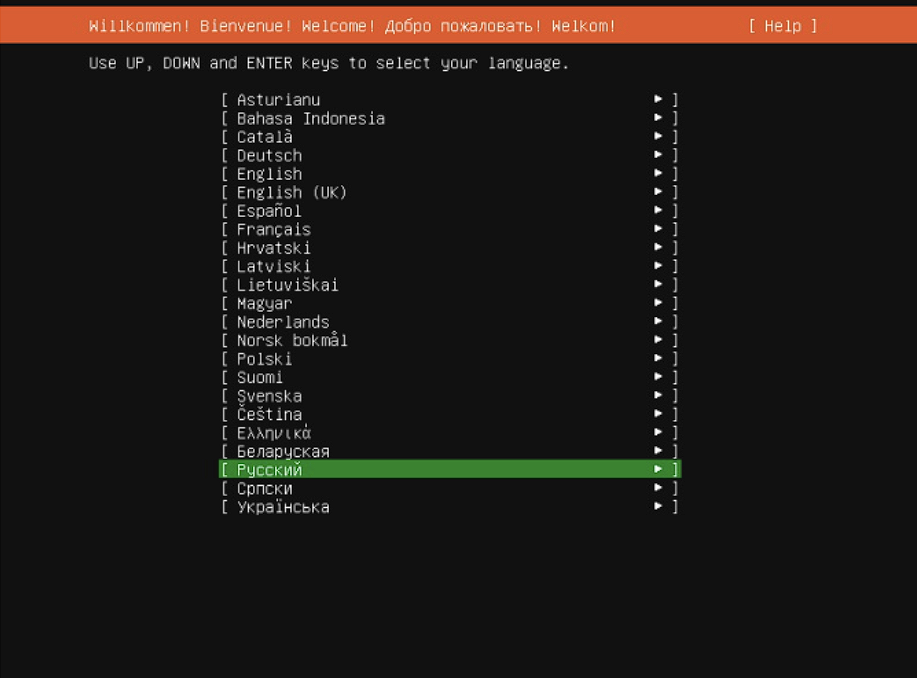 Willkommen! Bienvenue! Welcome! Добро пожаловать! Welkom! [ Help ]
Use UP, DOWN and ENTER keys to select your language.
[ Asturianu ► ]
[ Bahasa Indonesia ► ]
[ Català ► ]
[ Deutsch ► ]
[ English ► ]
[ English (UK) ► ]
[ Español ► ]
[ Français ► ]
[ Hrvatski ► ]
[ Latviski ► ]
[ Lietuviškai ► ]
[ Magyar ► ]
[ Nederlands ► ]
[ Norsk bokmål ► ]
[ Polski ► ]
[ Suomi ► ]
[ Svenska ► ]
[ Čeština ► ]
[ Ελληνικά ► ]
[ Беларуская ► ]
[ Русский ► ]
[ Српски ► ]
[ Українська ► ]